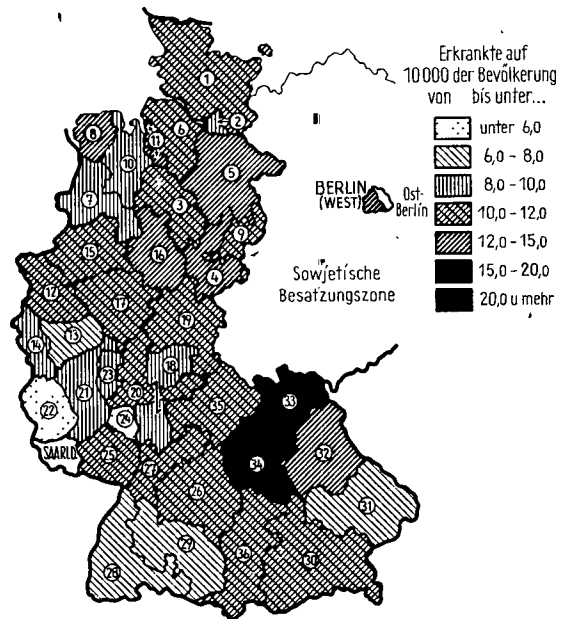 Erkrankte auf
10 000 der Bevölkerung
von bis unter...
unter 6,0
6,0 - 8,0
8,0 - 10,0
10,0 - 12,0
12,0 - 15,0
15,0 - 20,0
20,0 u mehr
BERLIN
(WEST)
Ost-
Berlin
Sowjetische
Besatzungszone
SAARLD.
1
2
6
11
8
10
5
7
3
9
16
15
4
12
17
19
13
14
23
18
20
21
22
24
35
33
25
27
34
32
26
31
29
36
30
28